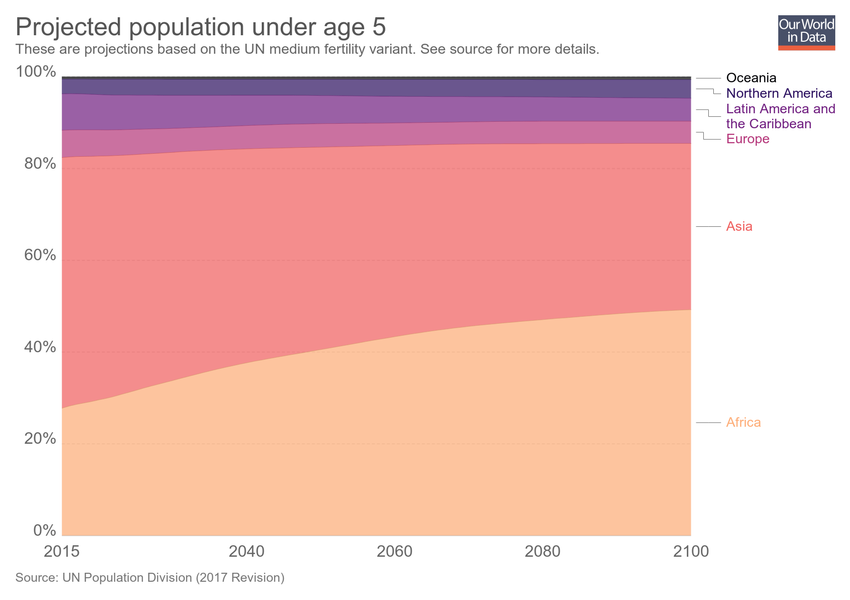 Projected population under age 5
These are projections based on the UN medium fertility variant. See source for more details.
Our World
in Data
100%
80%
60%
40%
20%
0%
Oceania
Northern America
Latin America and
the Caribbean
Europe
Asia
Africa
2015
2040
2060
2080
2100
Source: UN Population Division (2017 Revision)